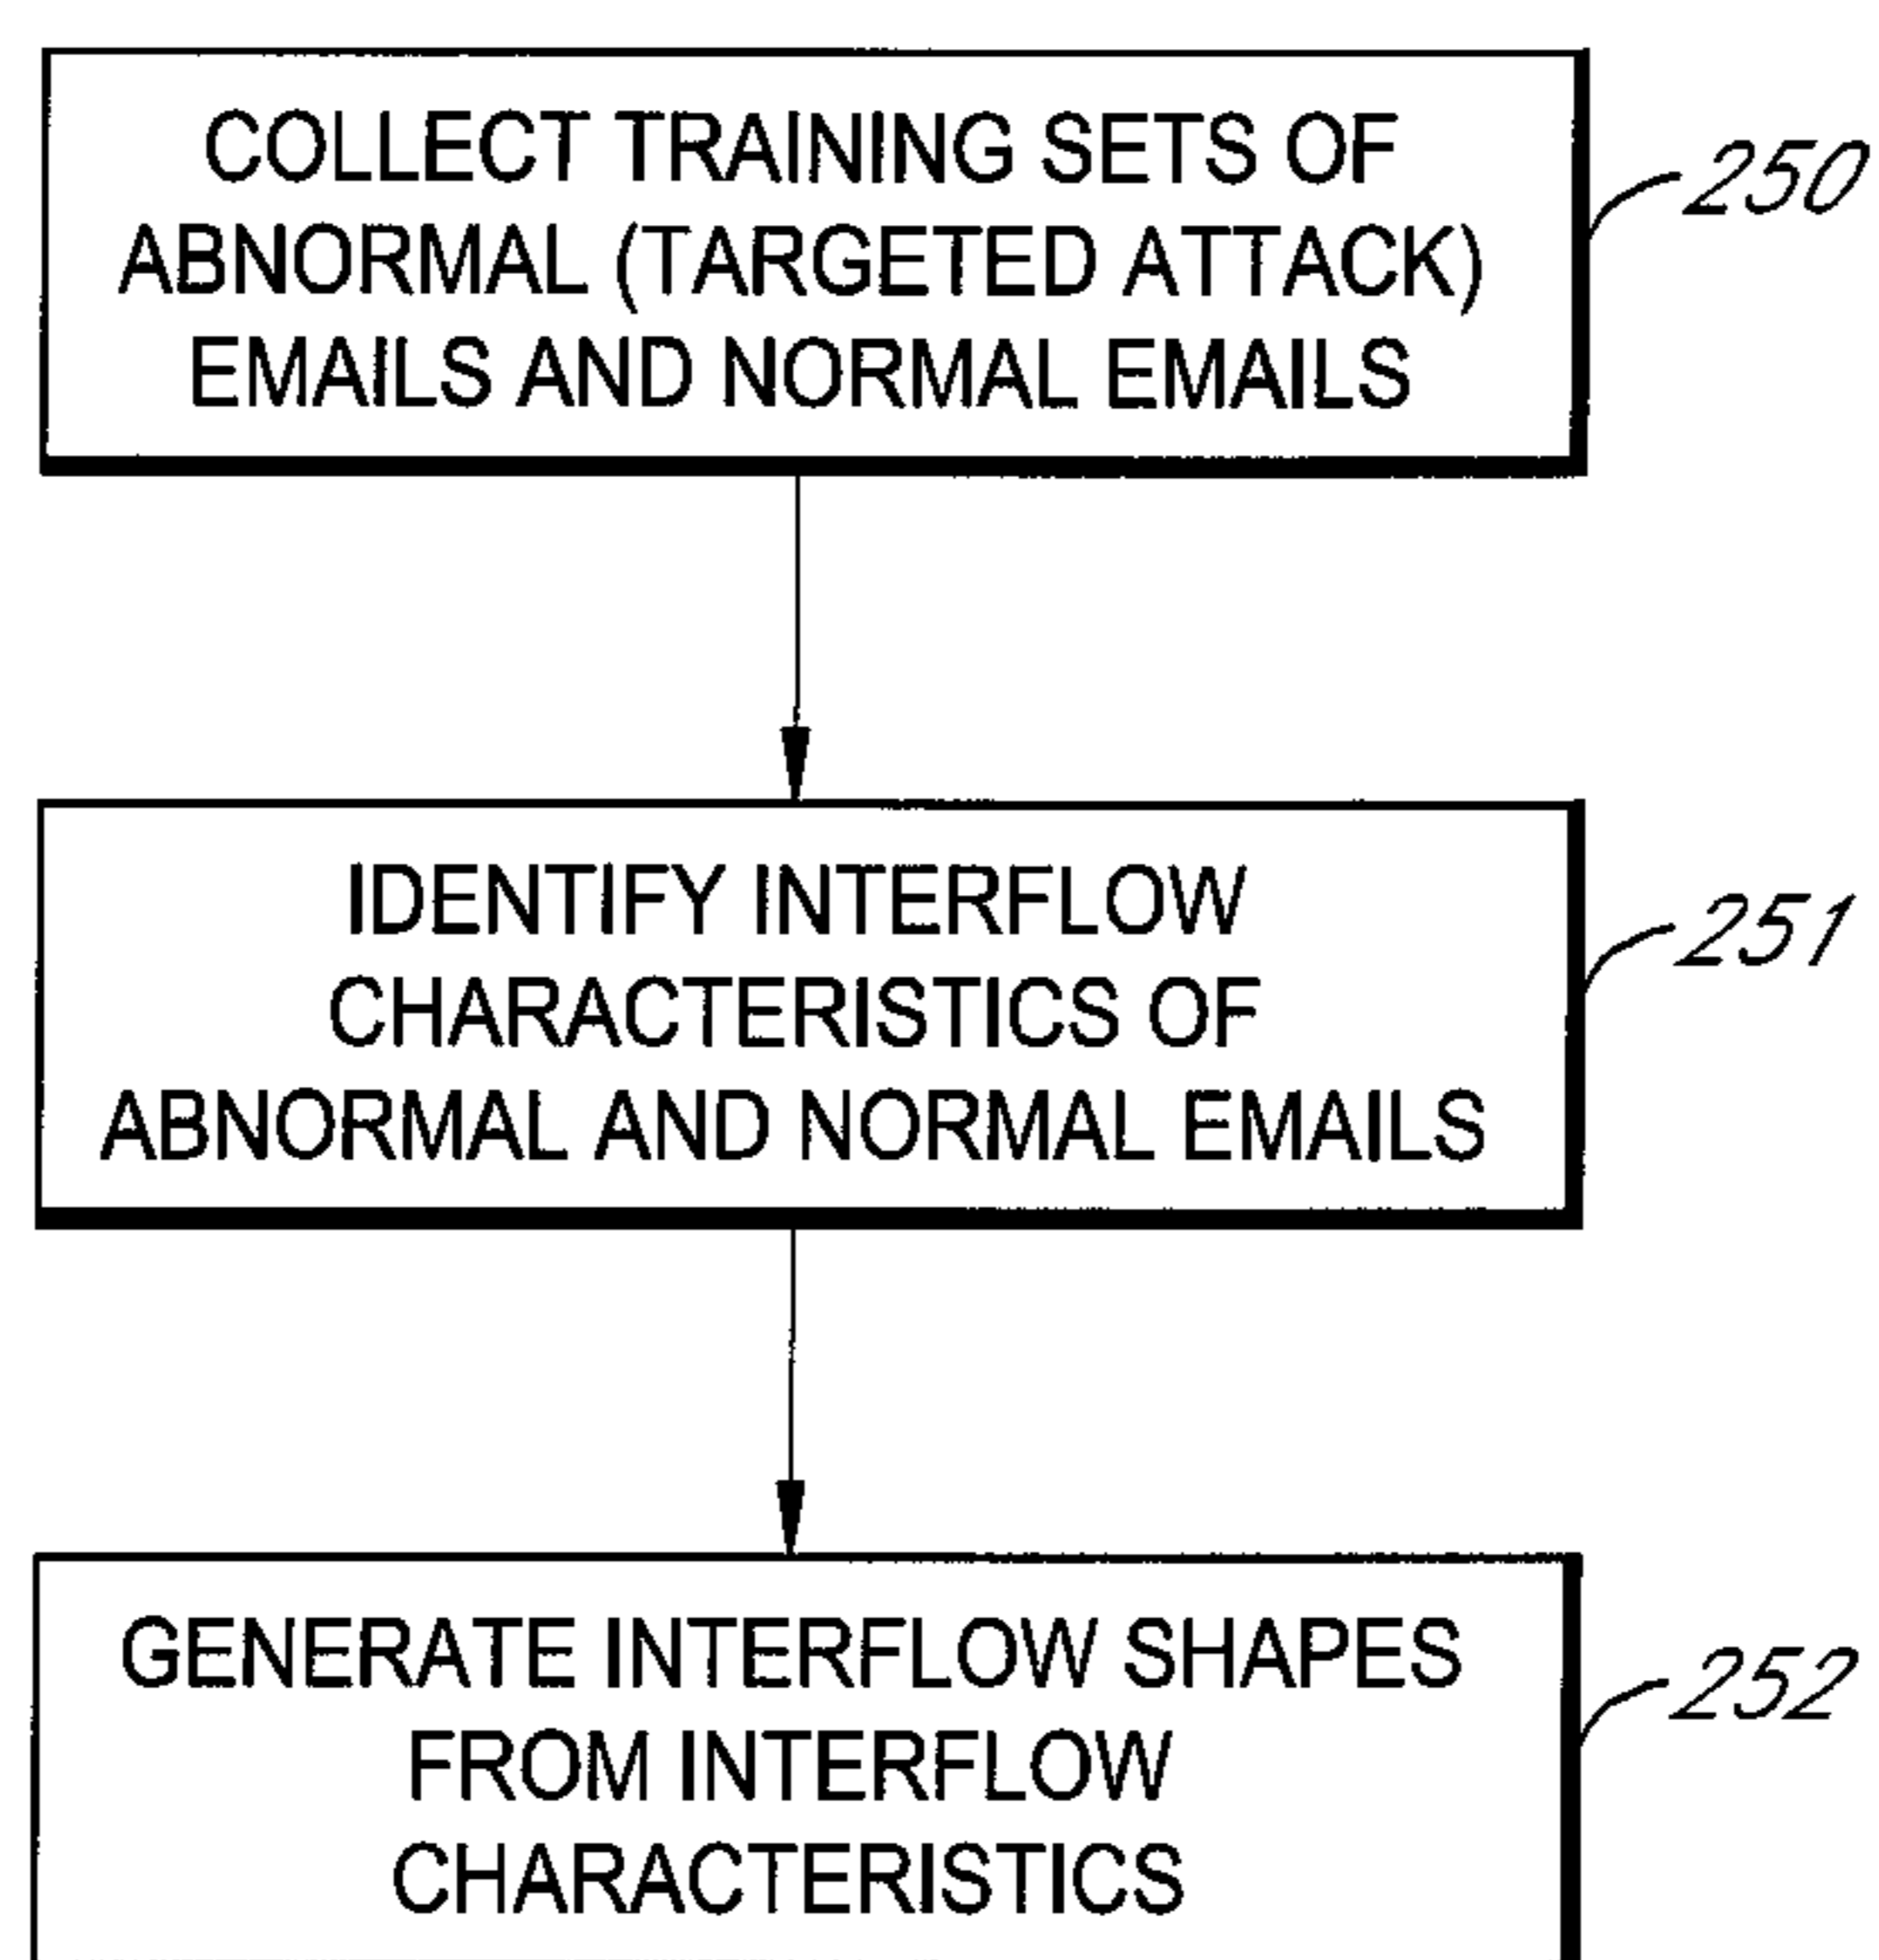 COLLECT TRAINING SETS OF
ABNORMAL (TARGETED ATTACK)
EMAILS AND NORMAL EMAILS
250
IDENTIFY INTERFLOW
CHARACTERISTICS OF
ABNORMAL AND NORMAL EMAILS
251
GENERATE INTERFLOW SHAPES
FROM INTERFLOW
CHARACTERISTICS
252